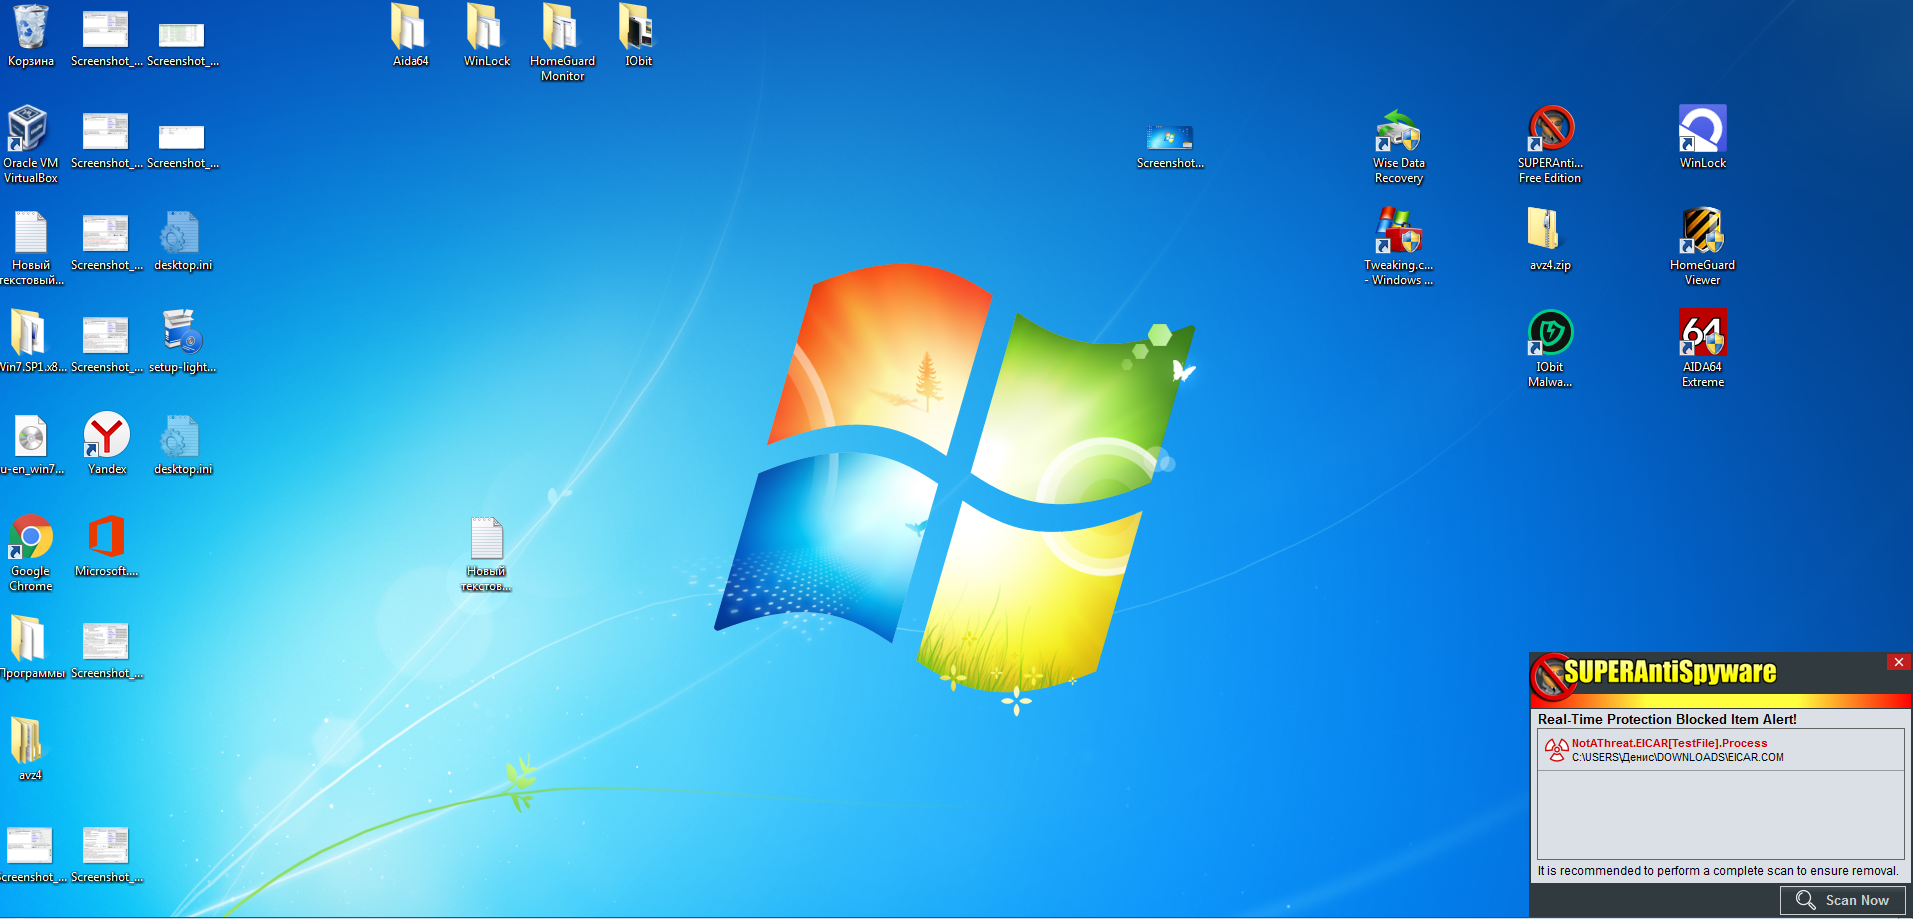 Корзина
Screenshot_...
Screenshot_...
Aida64
WinLock
HomeGuard
Monitor
IObit
Oracle VM
VirtualBox
Screenshot_...
Screenshot_...
Screenshot...
Wise Data
Recovery
SUPERAnti...
Free Edition
WinLock
Новый
текстовый...
Screenshot_...
desktop.ini
Tweaking.c...
- Windows ...
avz4.zip
HomeGuard
Viewer
Win7.SP1.x8...
Screenshot_...
setup-light...
IObit
Malwa...
64
AIDA64
Extreme
u-en_win7...
Yandex
desktop.ini
Google
Chrome
Microsoft....
Новый
текстов...
Программы
Screenshot_...
avz4
Screenshot_...
Screenshot_...
SUPERAntiSpyware
Real-Time Protection Blocked Item Alert!
NotAThreat.EICAR[TestFile].Process
C:\USERS\Денис\DOWNLOADS\EICAR.COM
It is recommended to perform a complete scan to ensure removal.
Scan Now